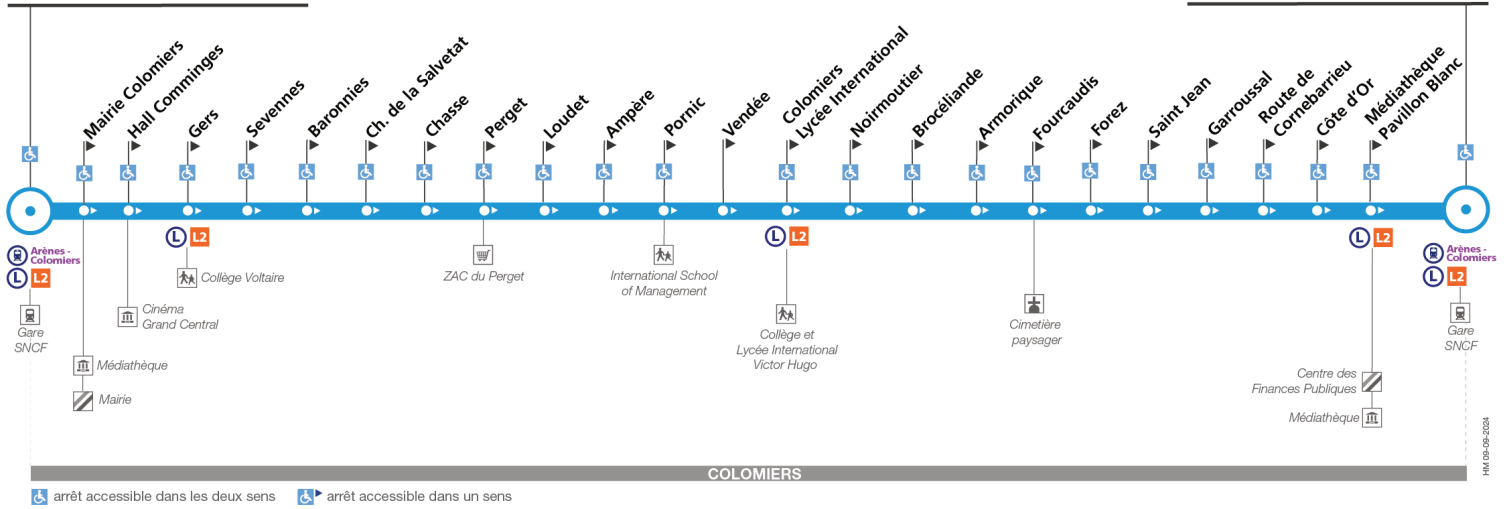 Mairie Colomiers
Hall Comminges
Gers
Sevennes
Baronnies
Ch. de la Salvetat
Chasse
Perget
Loudet
Ampère
Pornic
Vendée
Colomiers
Lycée International
Noirmoutier
Brocéliande
Armorique
Fourcaudis
Forez
Saint Jean
Garroussal
Route de
Cornebarrieu
Côte d'Or
Médiathèque
Pavillon Blanc
Arènes -
Colomiers
L L2
Gare
SNCF
Médiathèque
Mairie
Cinéma
Grand Central
L L2
Collège Voltaire
ZAC du Perget
International School
of Management
L L2
Collège et
Lycée International
Victor Hugo
Cimetière
paysager
L L2
Centre des
Finances Publiques
Médiathèque
Arènes -
Colomiers
L L2
Gare
SNCF
HM 09-09-2024
COLOMIERS
arrêt accessible dans les deux sens
arrêt accessible dans un sens